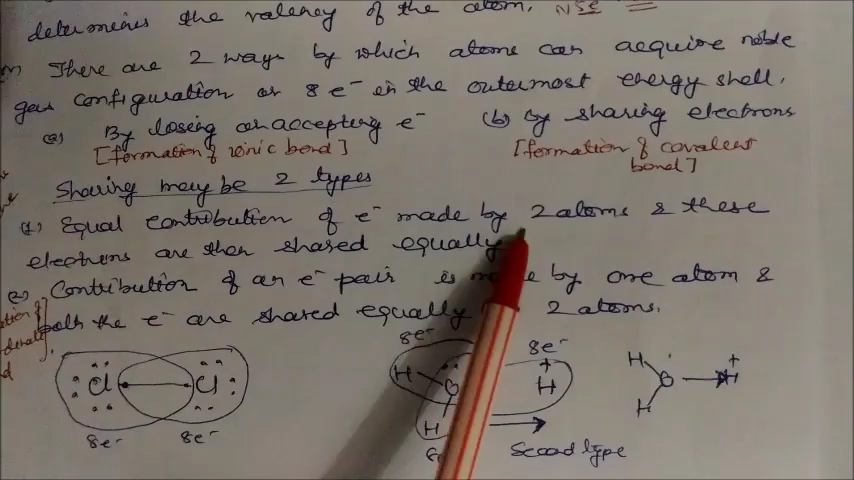 determines the valency of the atom.
There are 2 ways by which atoms can acquire noble
gas configuration or 8 e- in the outermost energy shell.
(a) By losing or accepting e- (b) By sharing electrons
[formation of ionic bond] [formation of covalent
bond]
Sharing may be 2 types
(1) Equal contribution of e- made by 2 atoms & these
electrons are then shared equally
(2) Contribution of an e- pair is made by one atom &
both the e- are shared equally 2 atoms.
8e- 8e-
Cl Cl H O H+ H O H+
H H
8e- 8e- Second type